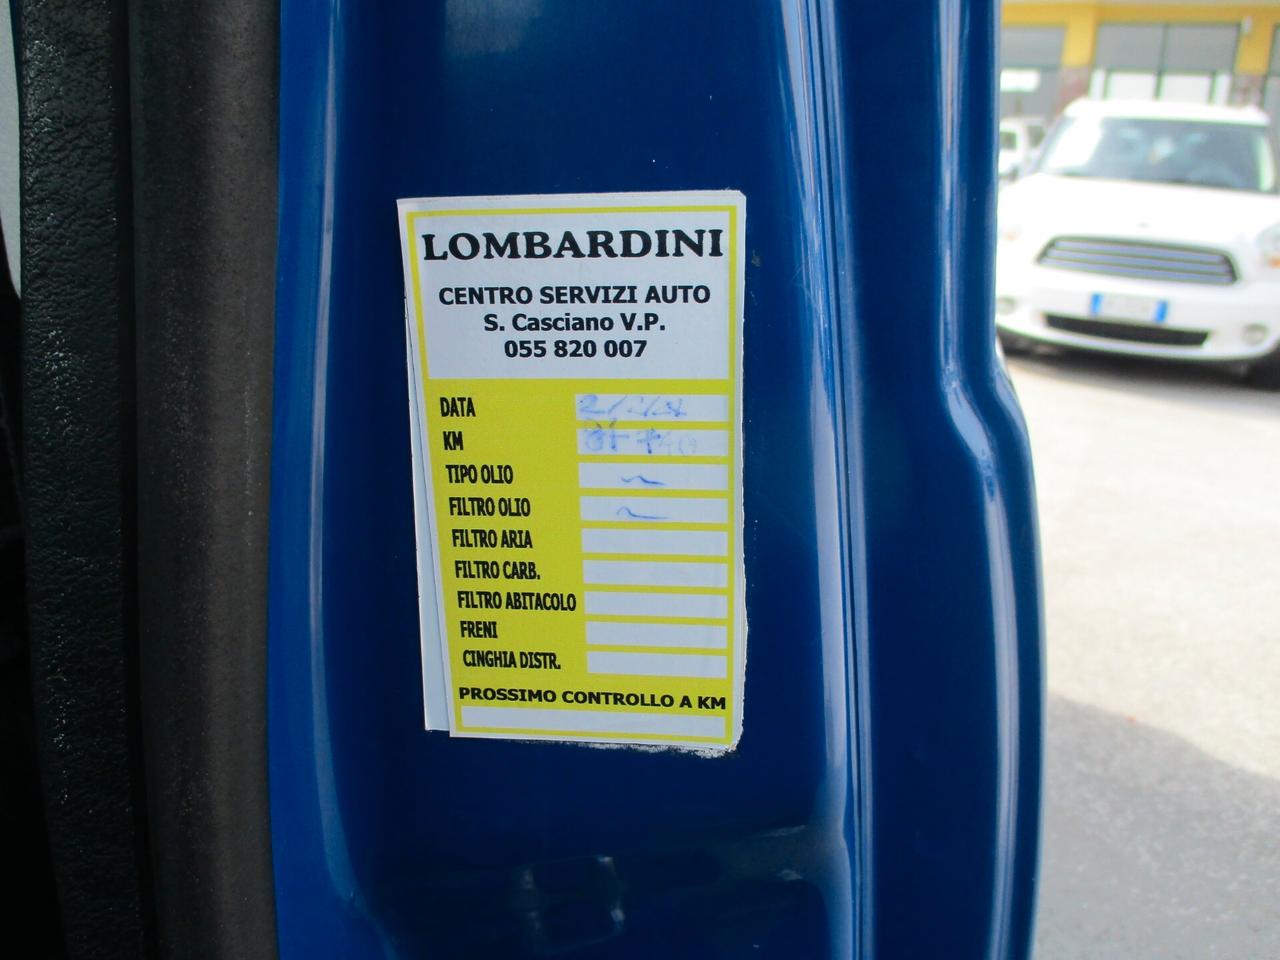 LOMBARDINI
CENTRO SERVIZI AUTO
S. Casciano V.P.
055 820 007
DATA
KM
TIPO OLIO
FILTRO OLIO
FILTRO ARIA
FILTRO CARB.
FILTRO ABITACOLO
FRENI
CINGHIA DISTR.
PROSSIMO CONTROLLO A KM